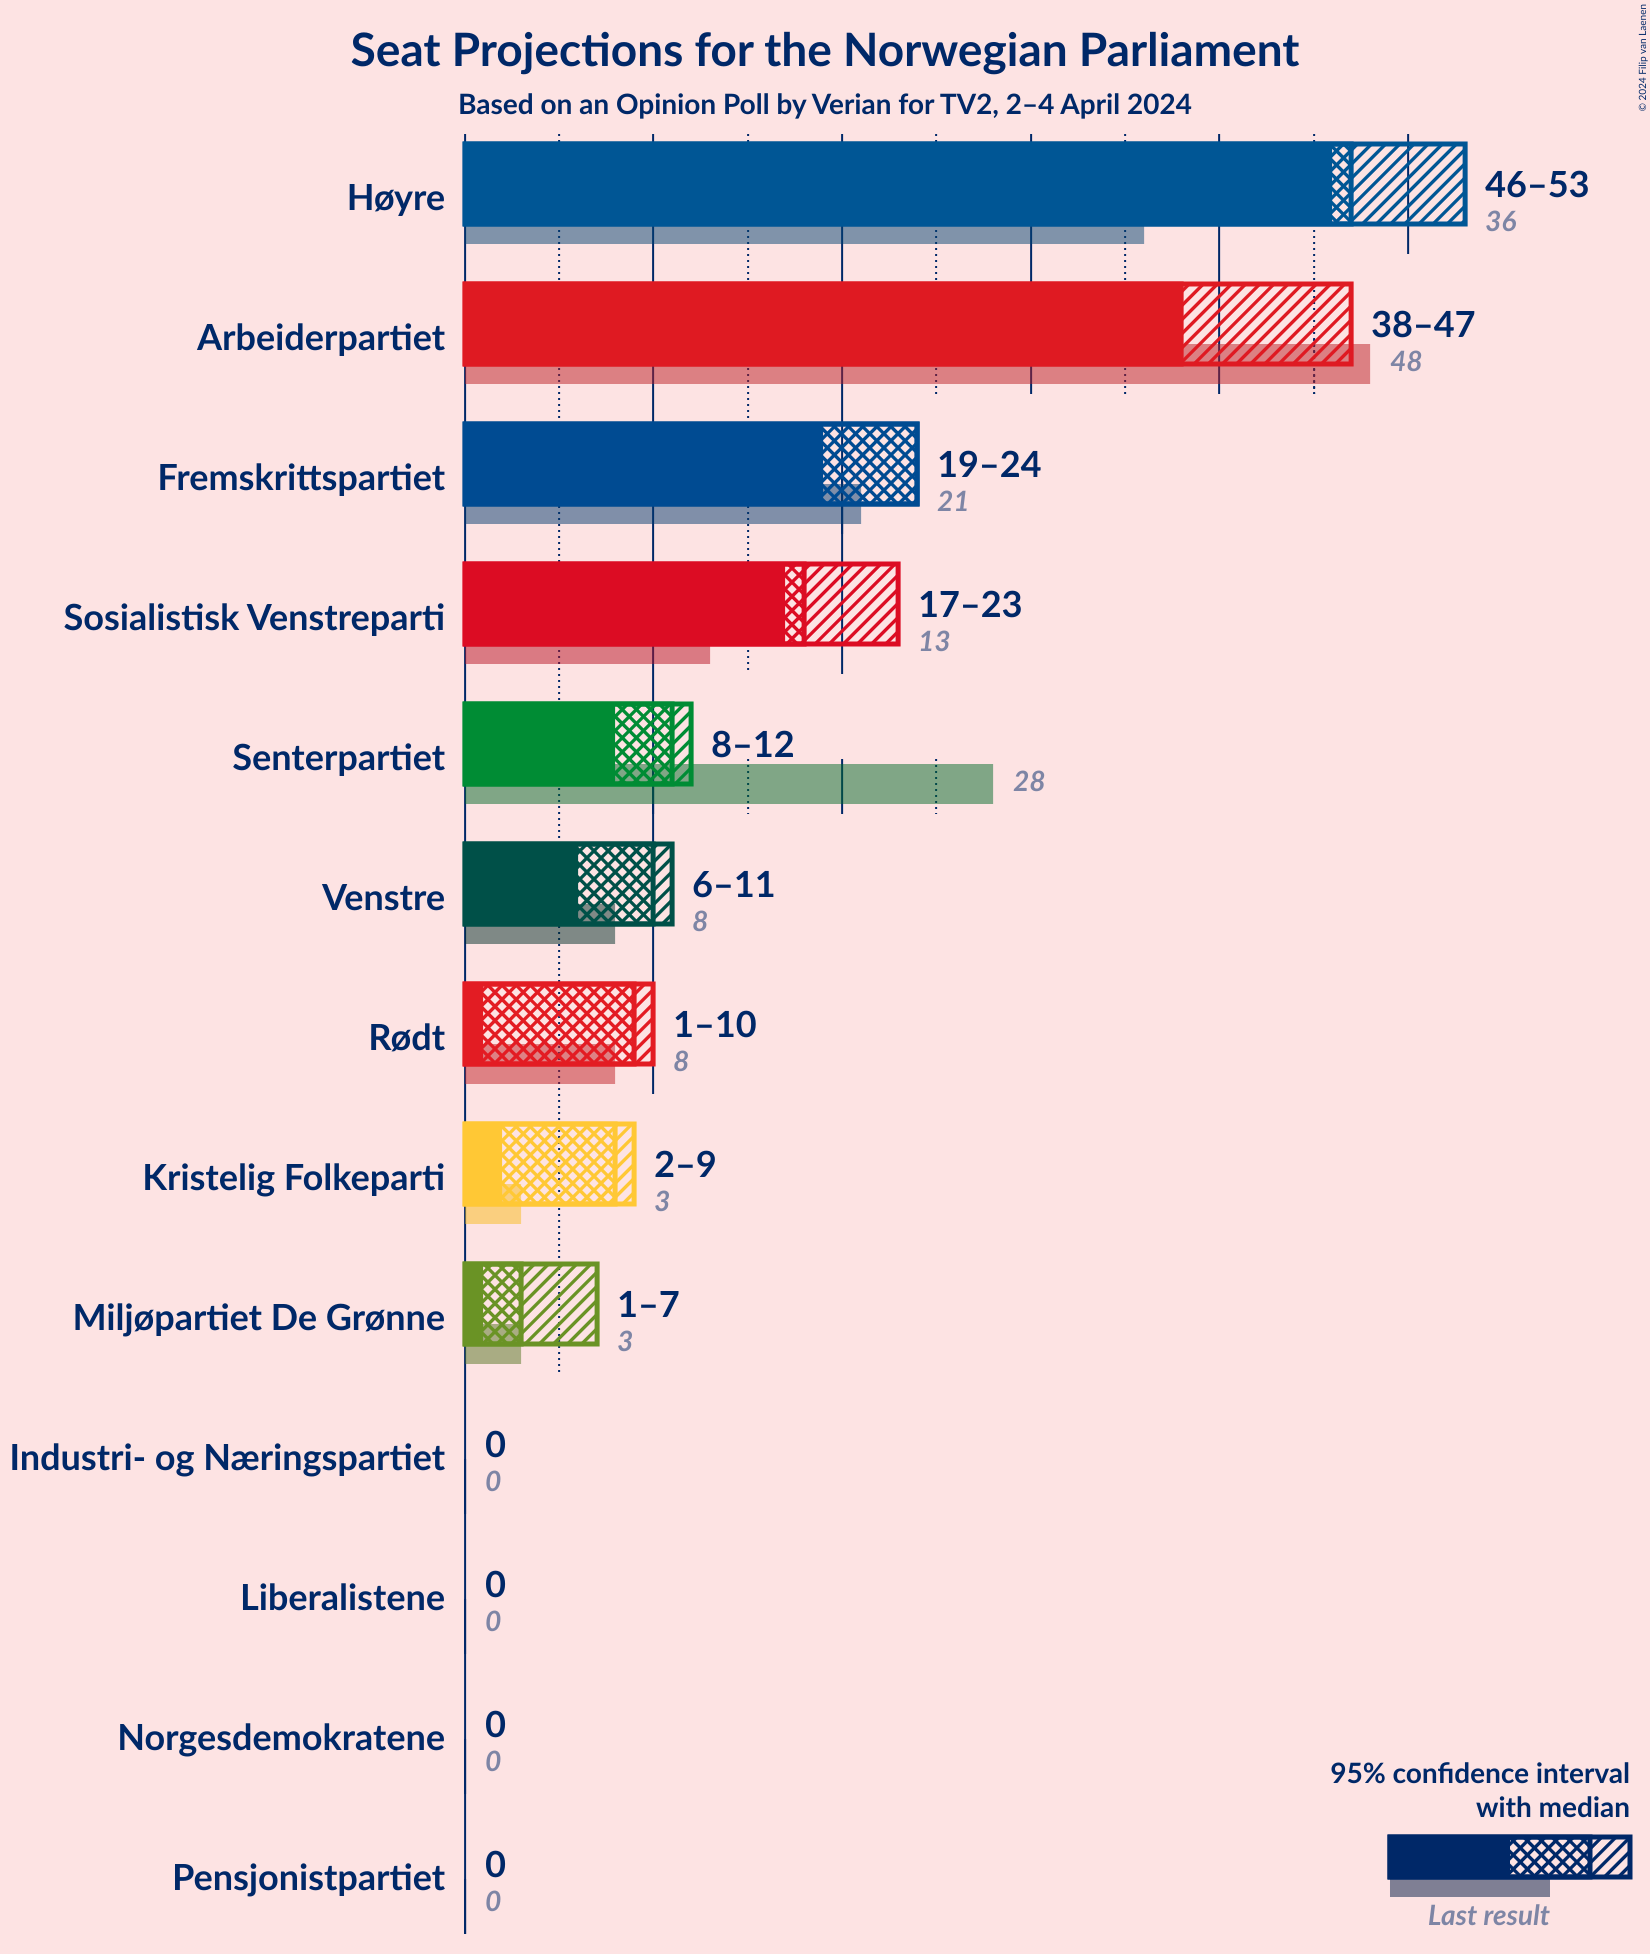 Seat Projections for the Norwegian Parliament
Based on an Opinion Poll by Verian for TV2, 2–4 April 2024
© 2024 Filip van Laenen
Høyre
46–53
36
Arbeiderpartiet
38–47
48
Fremskrittspartiet
19–24
21
Sosialistisk Venstreparti
17–23
13
Senterpartiet
8–12
28
Venstre
6–11
8
Rødt
1–10
8
Kristelig Folkeparti
2–9
3
Miljøpartiet De Grønne
1–7
3
Industri- og Næringspartiet
0
0
Liberalistene
0
0
Norgesdemokratene
0
0
Pensjonistpartiet
0
0
95% confidence interval
with median
Last result